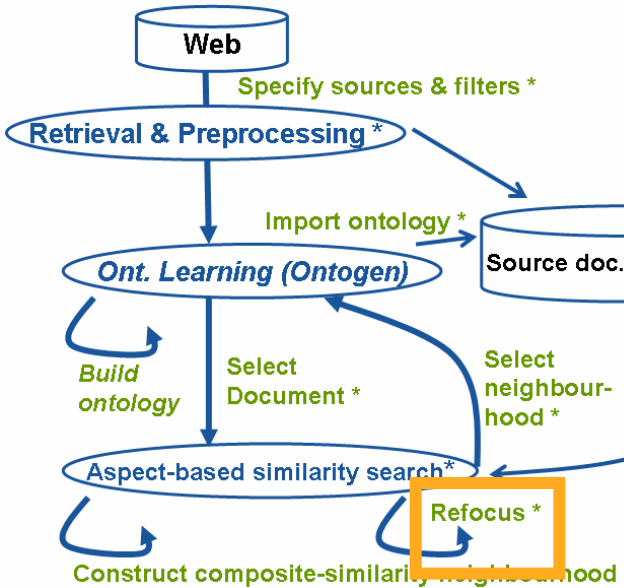 Web
Specify sources & filters *
Retrieval & Preprocessing *
Import ontology *
Source doc.
Ont. Learning (Ontogen)
Build
ontology
Select
Document *
Select
neighbour-
hood *
Aspect-based similarity search*
Refocus *
Construct composite-similarity neighbourhood